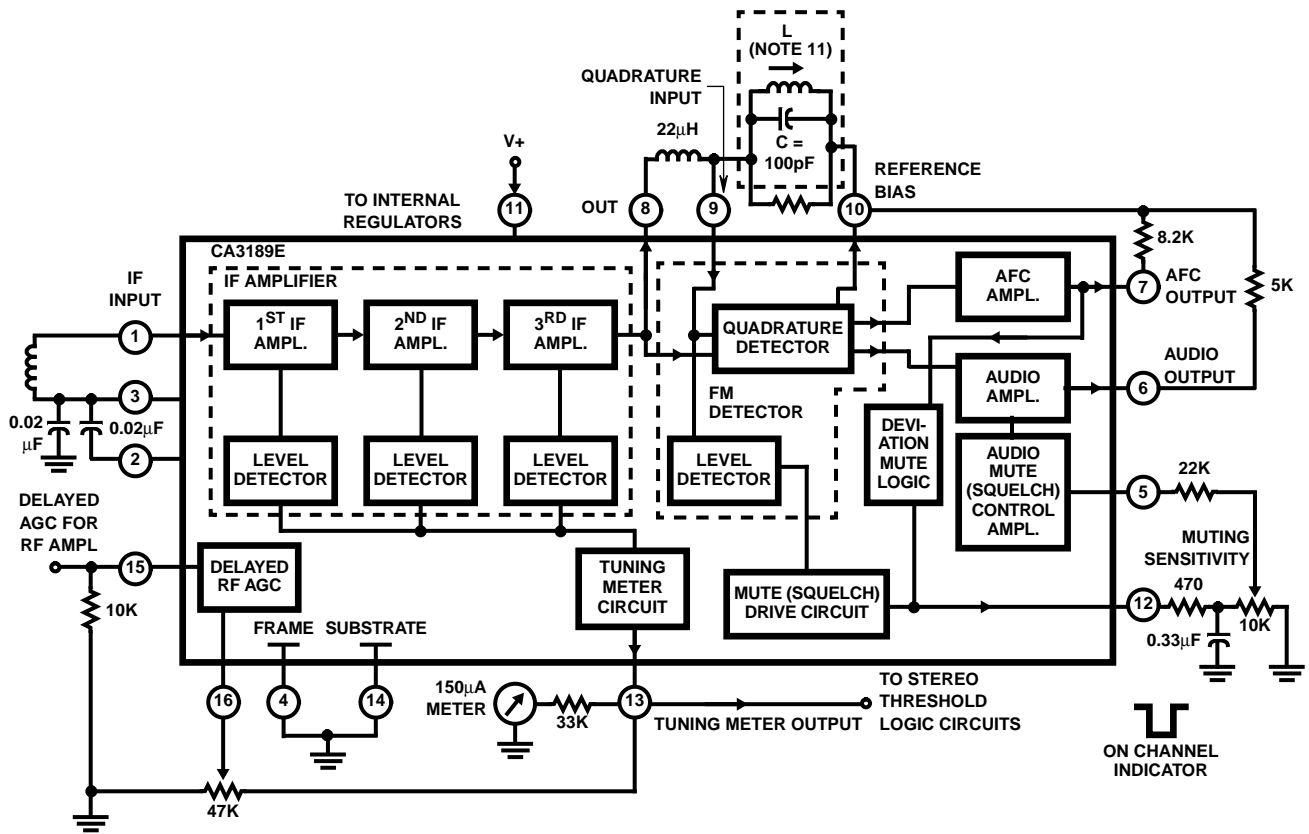 L
(NOTE 11)
QUADRATURE
INPUT
22μH
C =
100pF
V+
TO INTERNAL
REGULATORS
11
OUT
8
9
10
REFERENCE
BIAS
CA3189E
IF AMPLIFIER
IF
INPUT
1
1ST IF
AMPL.
2ND IF
AMPL.
3RD IF
AMPL.
QUADRATURE
DETECTOR
FM
DETECTOR
AFC
AMPL.
8.2K
7
AFC
OUTPUT
5K
3
0.02
μF
0.02μF
2
LEVEL
DETECTOR
LEVEL
DETECTOR
LEVEL
DETECTOR
LEVEL
DETECTOR
DEVI-
ATION
MUTE
LOGIC
AUDIO
AMPL.
AUDIO
OUTPUT
6
AUDIO
MUTE
(SQUELCH)
CONTROL
AMPL.
5
22K
MUTING
SENSITIVITY
DELAYED
AGC FOR
RF AMPL
15
10K
DELAYED
RF AGC
TUNING
METER
CIRCUIT
MUTE (SQUELCH)
DRIVE CIRCUIT
12
470
10K
0.33μF
FRAME
SUBSTRATE
16
4
14
150μA
METER
33K
13
TUNING METER OUTPUT
TO STEREO
THRESHOLD
LOGIC CIRCUITS
ON CHANNEL
INDICATOR
47K